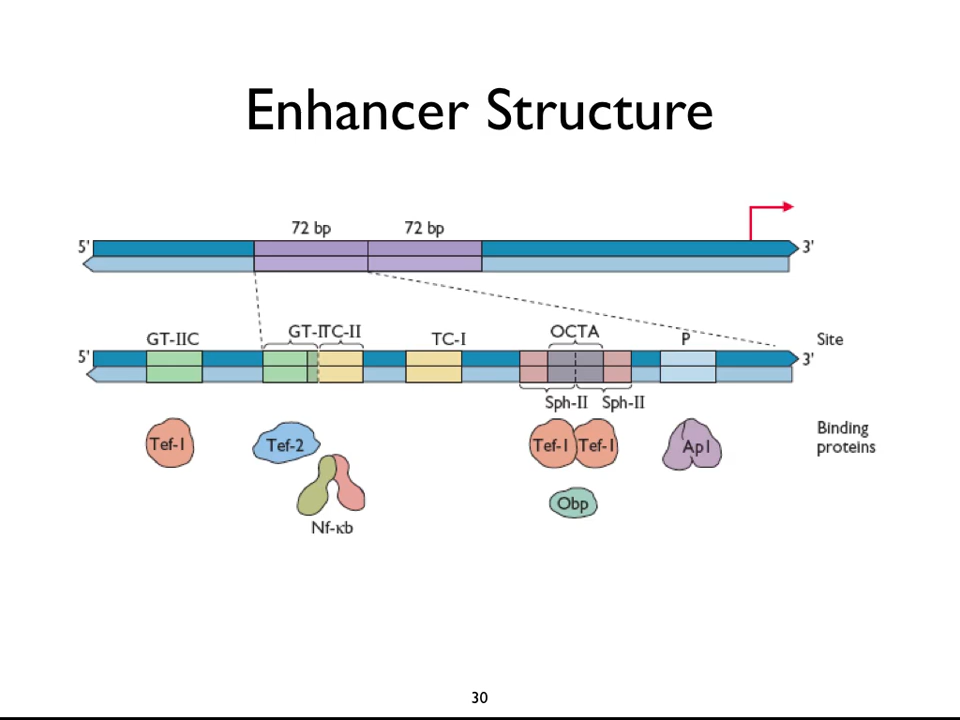 Enhancer Structure
72 bp 72 bp
5' 3'
GT-IIC GT-ITC-II TC-I OCTA P Site
5' 3'
Sph-II Sph-II
Tef-1 Tef-2 Tef-1 Tef-1 Ap1 Binding
proteins
Obp
Nf-κb
30